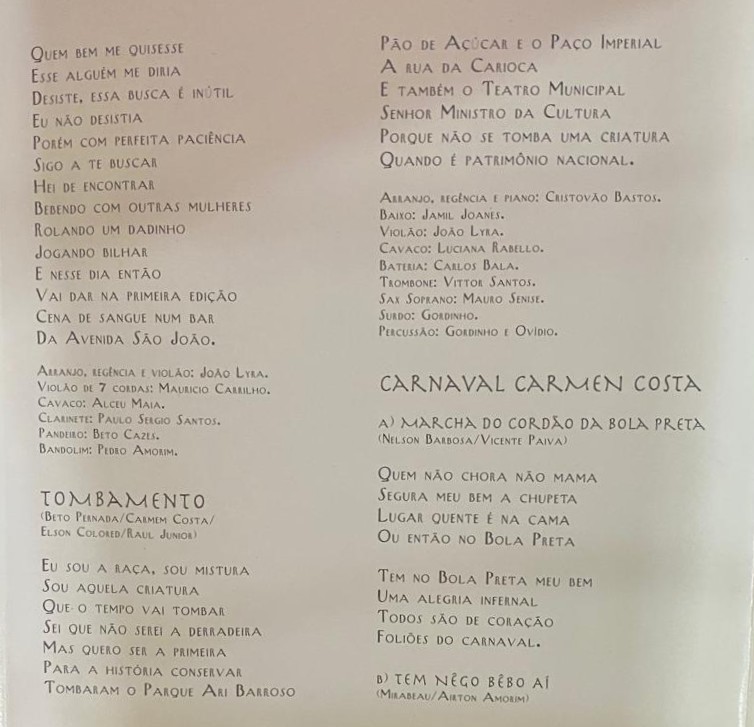 Quem bem me quisesse
Esse alguém me diria
Desiste, essa busca é inútil
Eu não desistia
Porém com perfeita paciência
Sigo a te buscar
Hei de encontrar
Bebendo com outras mulheres
Rolando um dadinho
Jogando bilhar
E nesse dia então
Vai dar na primeira edição
Cena de sangue num bar
Da Avenida São João.
Arranjo, regência e violão: João Lyra.
Violão de 7 cordas: Mauricio Carrilho.
Cavaco: Alceu Maia.
Clarinete: Paulo Sergio Santos.
Pandeiro: Beto Cazes.
Bandolim: Pedro Amorim.
TOMBAMENTO
(Beto Pernada/Carmem Costa/
Elson Colored/Raul Junior)
Eu sou a raça, sou mistura
Sou aquela criatura
Que o tempo vai tombar
Sei que não serei a derradeira
Mas quero ser a primeira
Para a história conservar
Tombaram o Parque Ari Barroso
Pão de Açúcar e o Paço Imperial
A rua da Carioca
E também o Teatro Municipal
Senhor Ministro da Cultura
Porque não se tomba uma criatura
Quando é patrimônio nacional.
Arranjo, regência e piano: Cristovão Bastos.
Baixo: Jamil Joanes.
Violão: João Lyra.
Cavaco: Luciana Rabello.
Bateria: Carlos Bala.
Trombone: Vittor Santos.
Sax Soprano: Mauro Senise.
Surdo: Gordinho.
Percussão: Gordinho e Ovídio.
CARNAVAL CARMEN COSTA
A) MARCHA DO CORDÃO DA BOLA PRETA
(Nelson Barbosa/Vicente Paiva)
Quem não chora não mama
Segura meu bem a chupeta
Lugar quente é na cama
Ou então no Bola Preta
Tem no Bola Preta meu bem
Uma alegria infernal
Todos são de coração
Foliões do carnaval.
B) TEM NÊGO BÊBO AÍ
(Mirabeau/Airton Amorim)